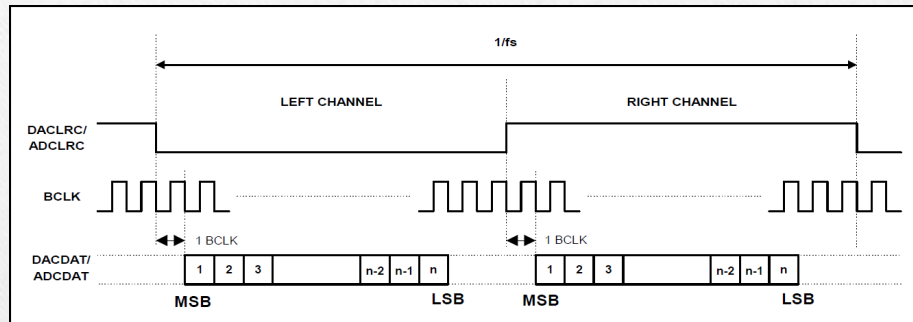 1/fs
LEFT CHANNEL RIGHT CHANNEL
DACLRC/
ADCLRC
BCLK
1 BCLK 1 BCLK
DACDAT/
ADCDAT
1 2 3 n-2 n-1 n 1 2 3 n-2 n-1 n
MSB LSB MSB LSB